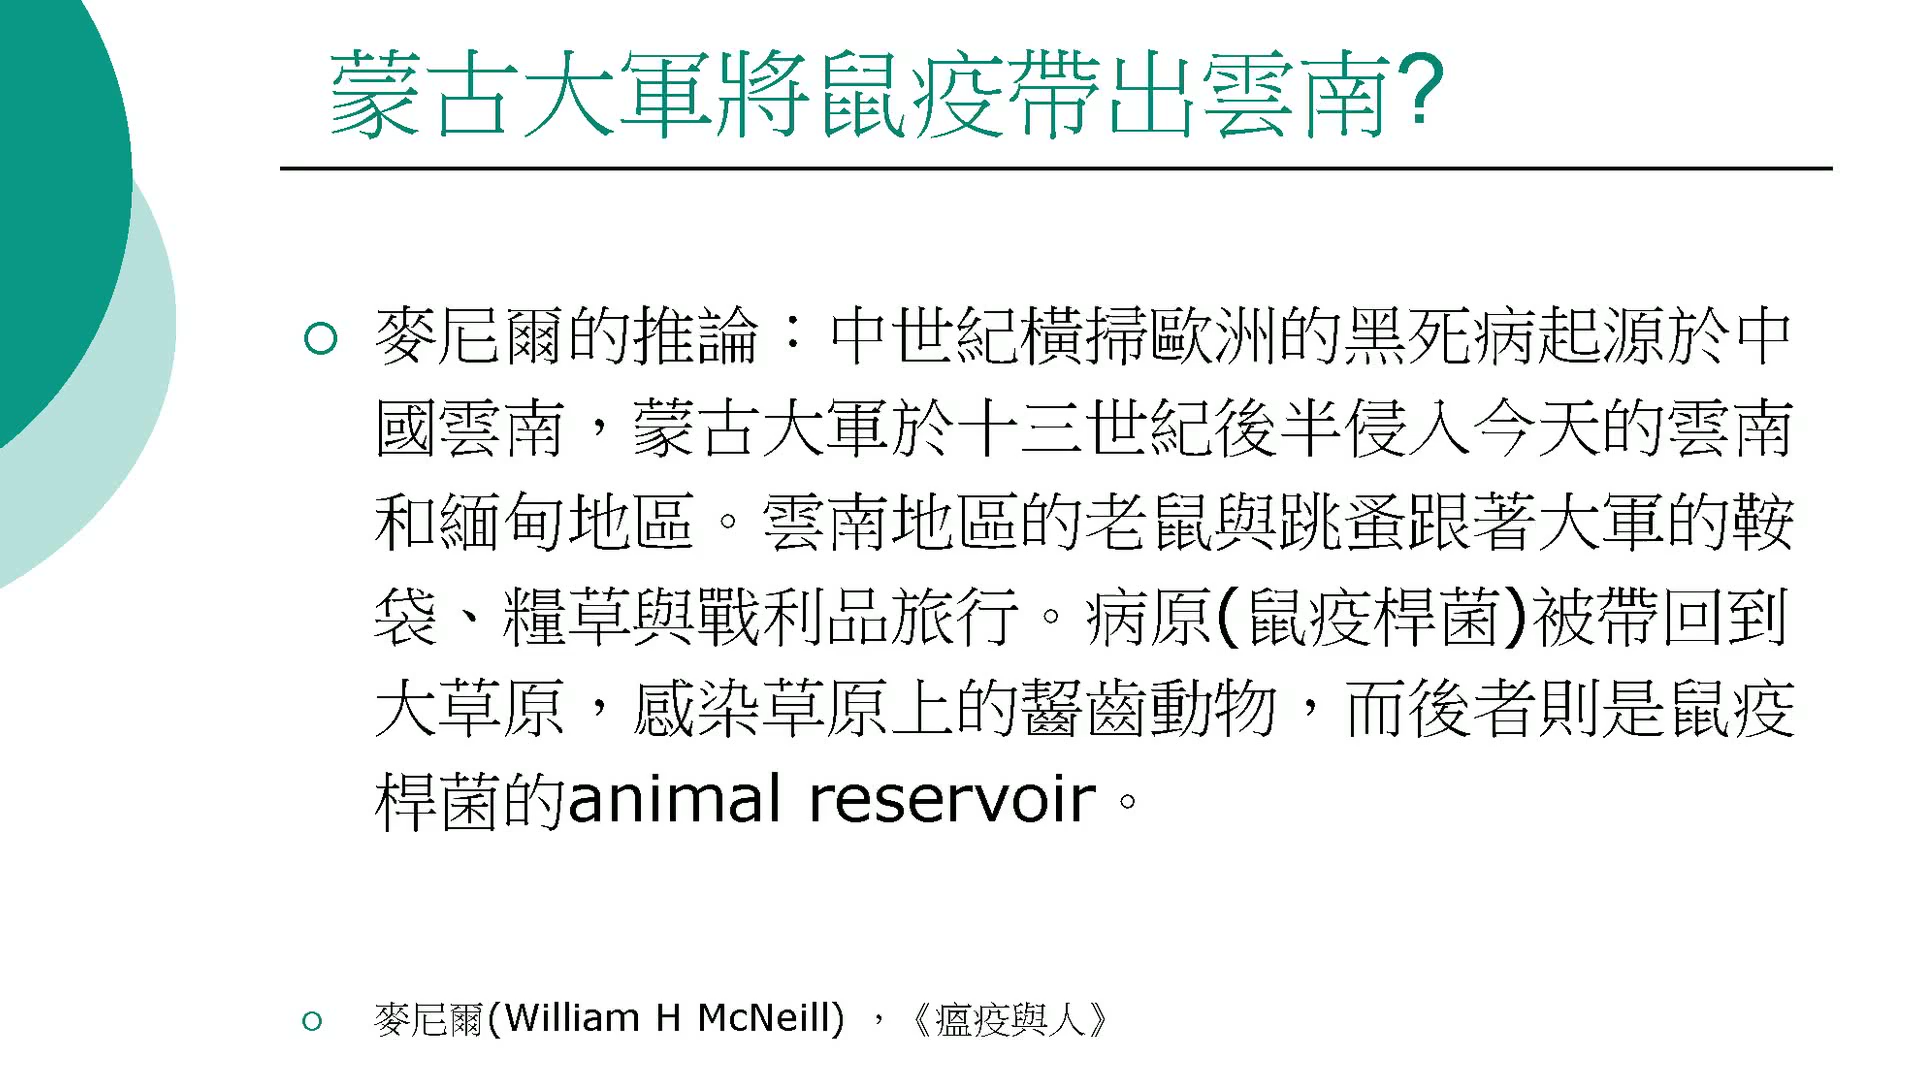 蒙古大軍將鼠疫帶出雲南?
麥尼爾的推論：中世紀橫掃歐洲的黑死病起源於中
國雲南，蒙古大軍於十三世紀後半侵入今天的雲南
和緬甸地區。雲南地區的老鼠與跳蚤跟著大軍的鞍
袋、糧草與戰利品旅行。病原(鼠疫桿菌)被帶回到
大草原，感染草原上的齧齒動物，而後者則是鼠疫
桿菌的animal reservoir。
麥尼爾(William H McNeill) ，《瘟疫與人》